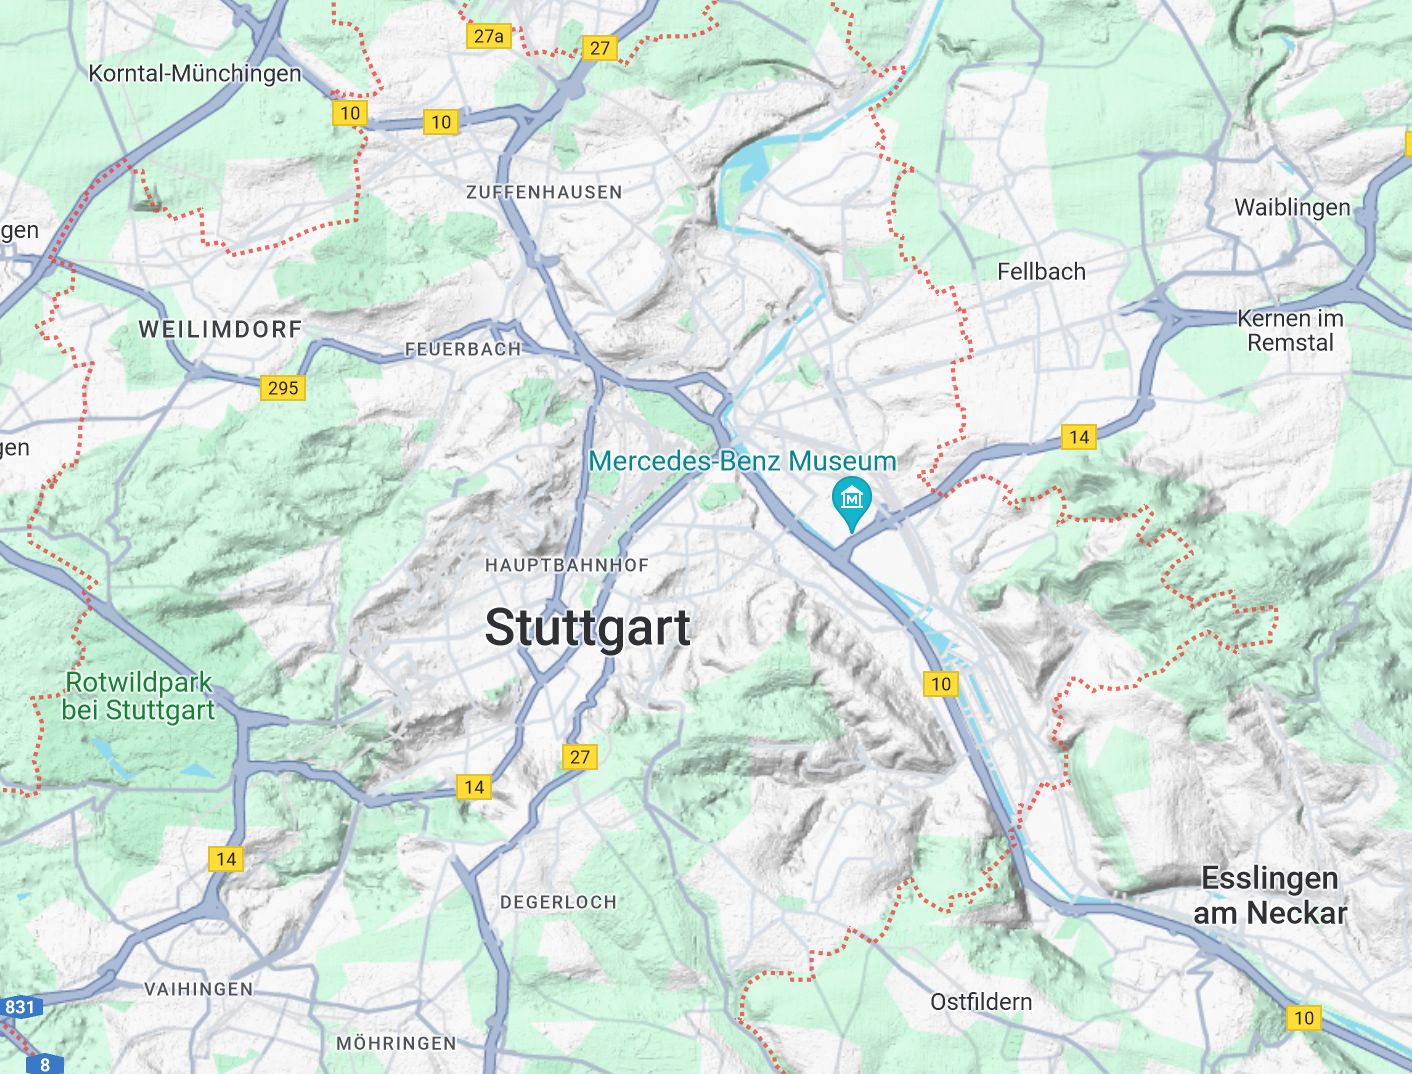 27a
27
Korntal-Münchingen
10
10
ZUFFENHAUSEN
Waiblingen
gen
Fellbach
WEILIMDORF
Kernen im
Remstal
FEUERBACH
295
14
gen
Mercedes-Benz Museum
M
HAUPTBAHNHOF
Stuttgart
10
Rotwildpark
bei Stuttgart
27
14
14
Esslingen
am Neckar
DEGERLOCH
VAIHINGEN
Ostfildern
831
10
MÖHRINGEN
8